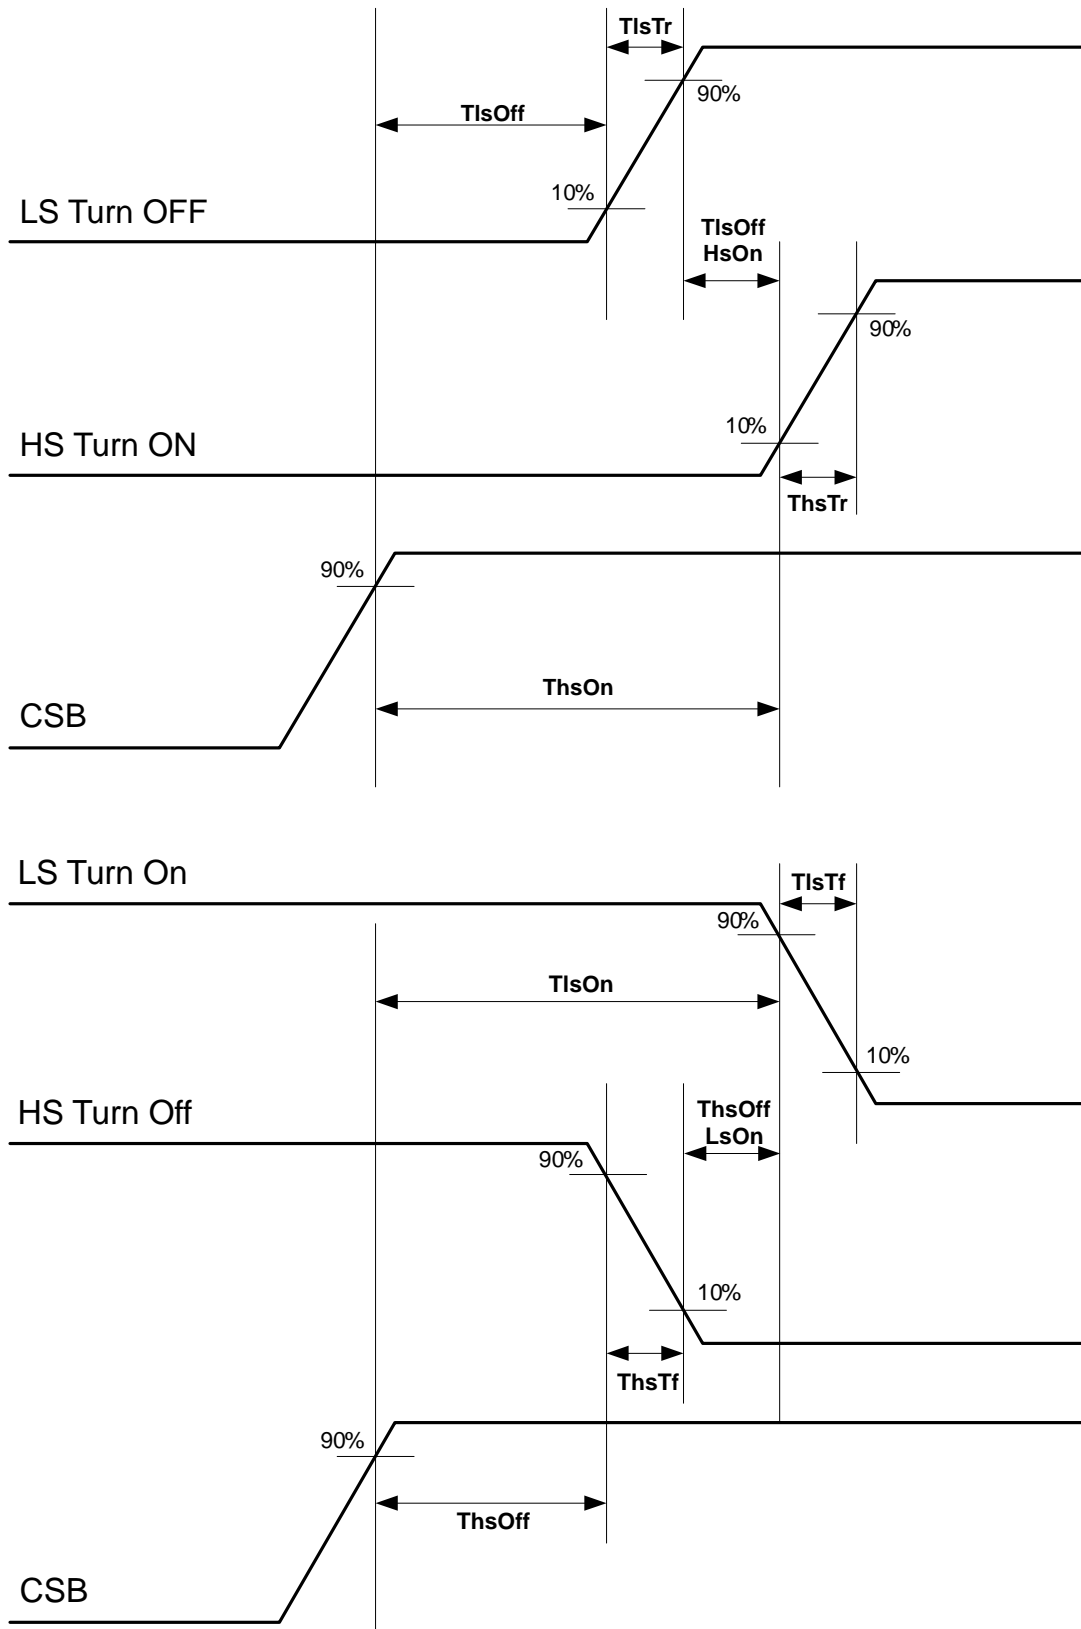 TlsTr
90%
TlsOff
10%
LS Turn OFF
TlsOff
HsOn
90%
10%
HS Turn ON
ThsTr
90%
ThsOn
CSB
LS Turn On
TlsTf
90%
TlsOn
10%
HS Turn Off
ThsOff
LsOn
90%
10%
ThsTf
90%
ThsOff
CSB